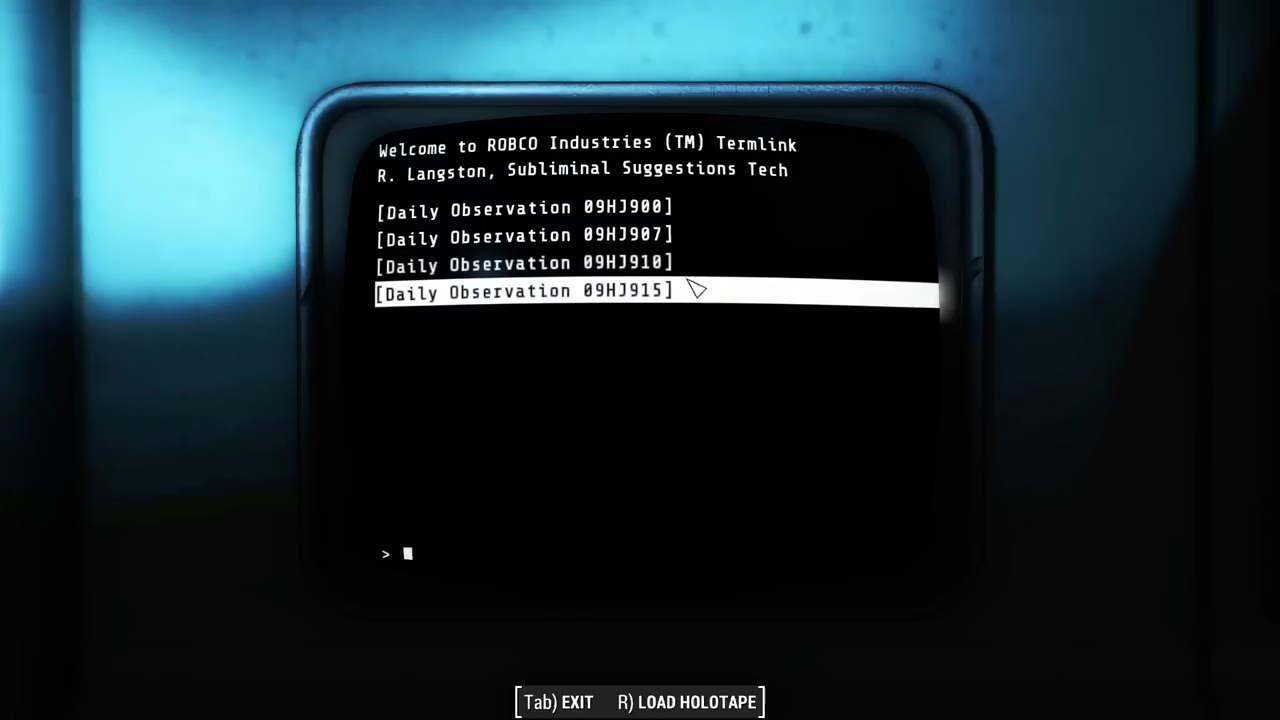 Welcome to ROBCO Industries (TM) Termlink
R. Langston, Subliminal Suggestions Tech
[Daily Observation 09HJ900]
[Daily Observation 09HJ907]
[Daily Observation 09HJ910]
[Daily Observation 09HJ915]
>
[Tab) EXIT R) LOAD HOLOTAPE]